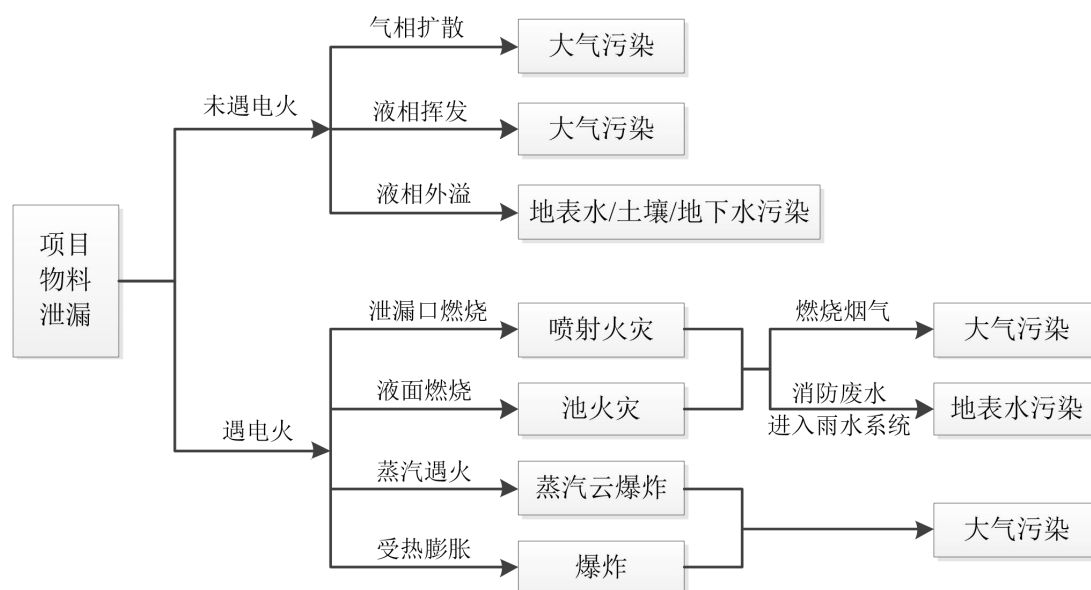 气相扩散
大气污染
未遇电火
液相挥发
大气污染
液相外溢
地表水/土壤/地下水污染
项目
物料
泄漏
泄漏口燃烧
喷射火灾
燃烧烟气
大气污染
液面燃烧
池火灾
消防废水
进入雨水系统
地表水污染
遇电火
蒸汽遇火
蒸汽云爆炸
大气污染
受热膨胀
爆炸